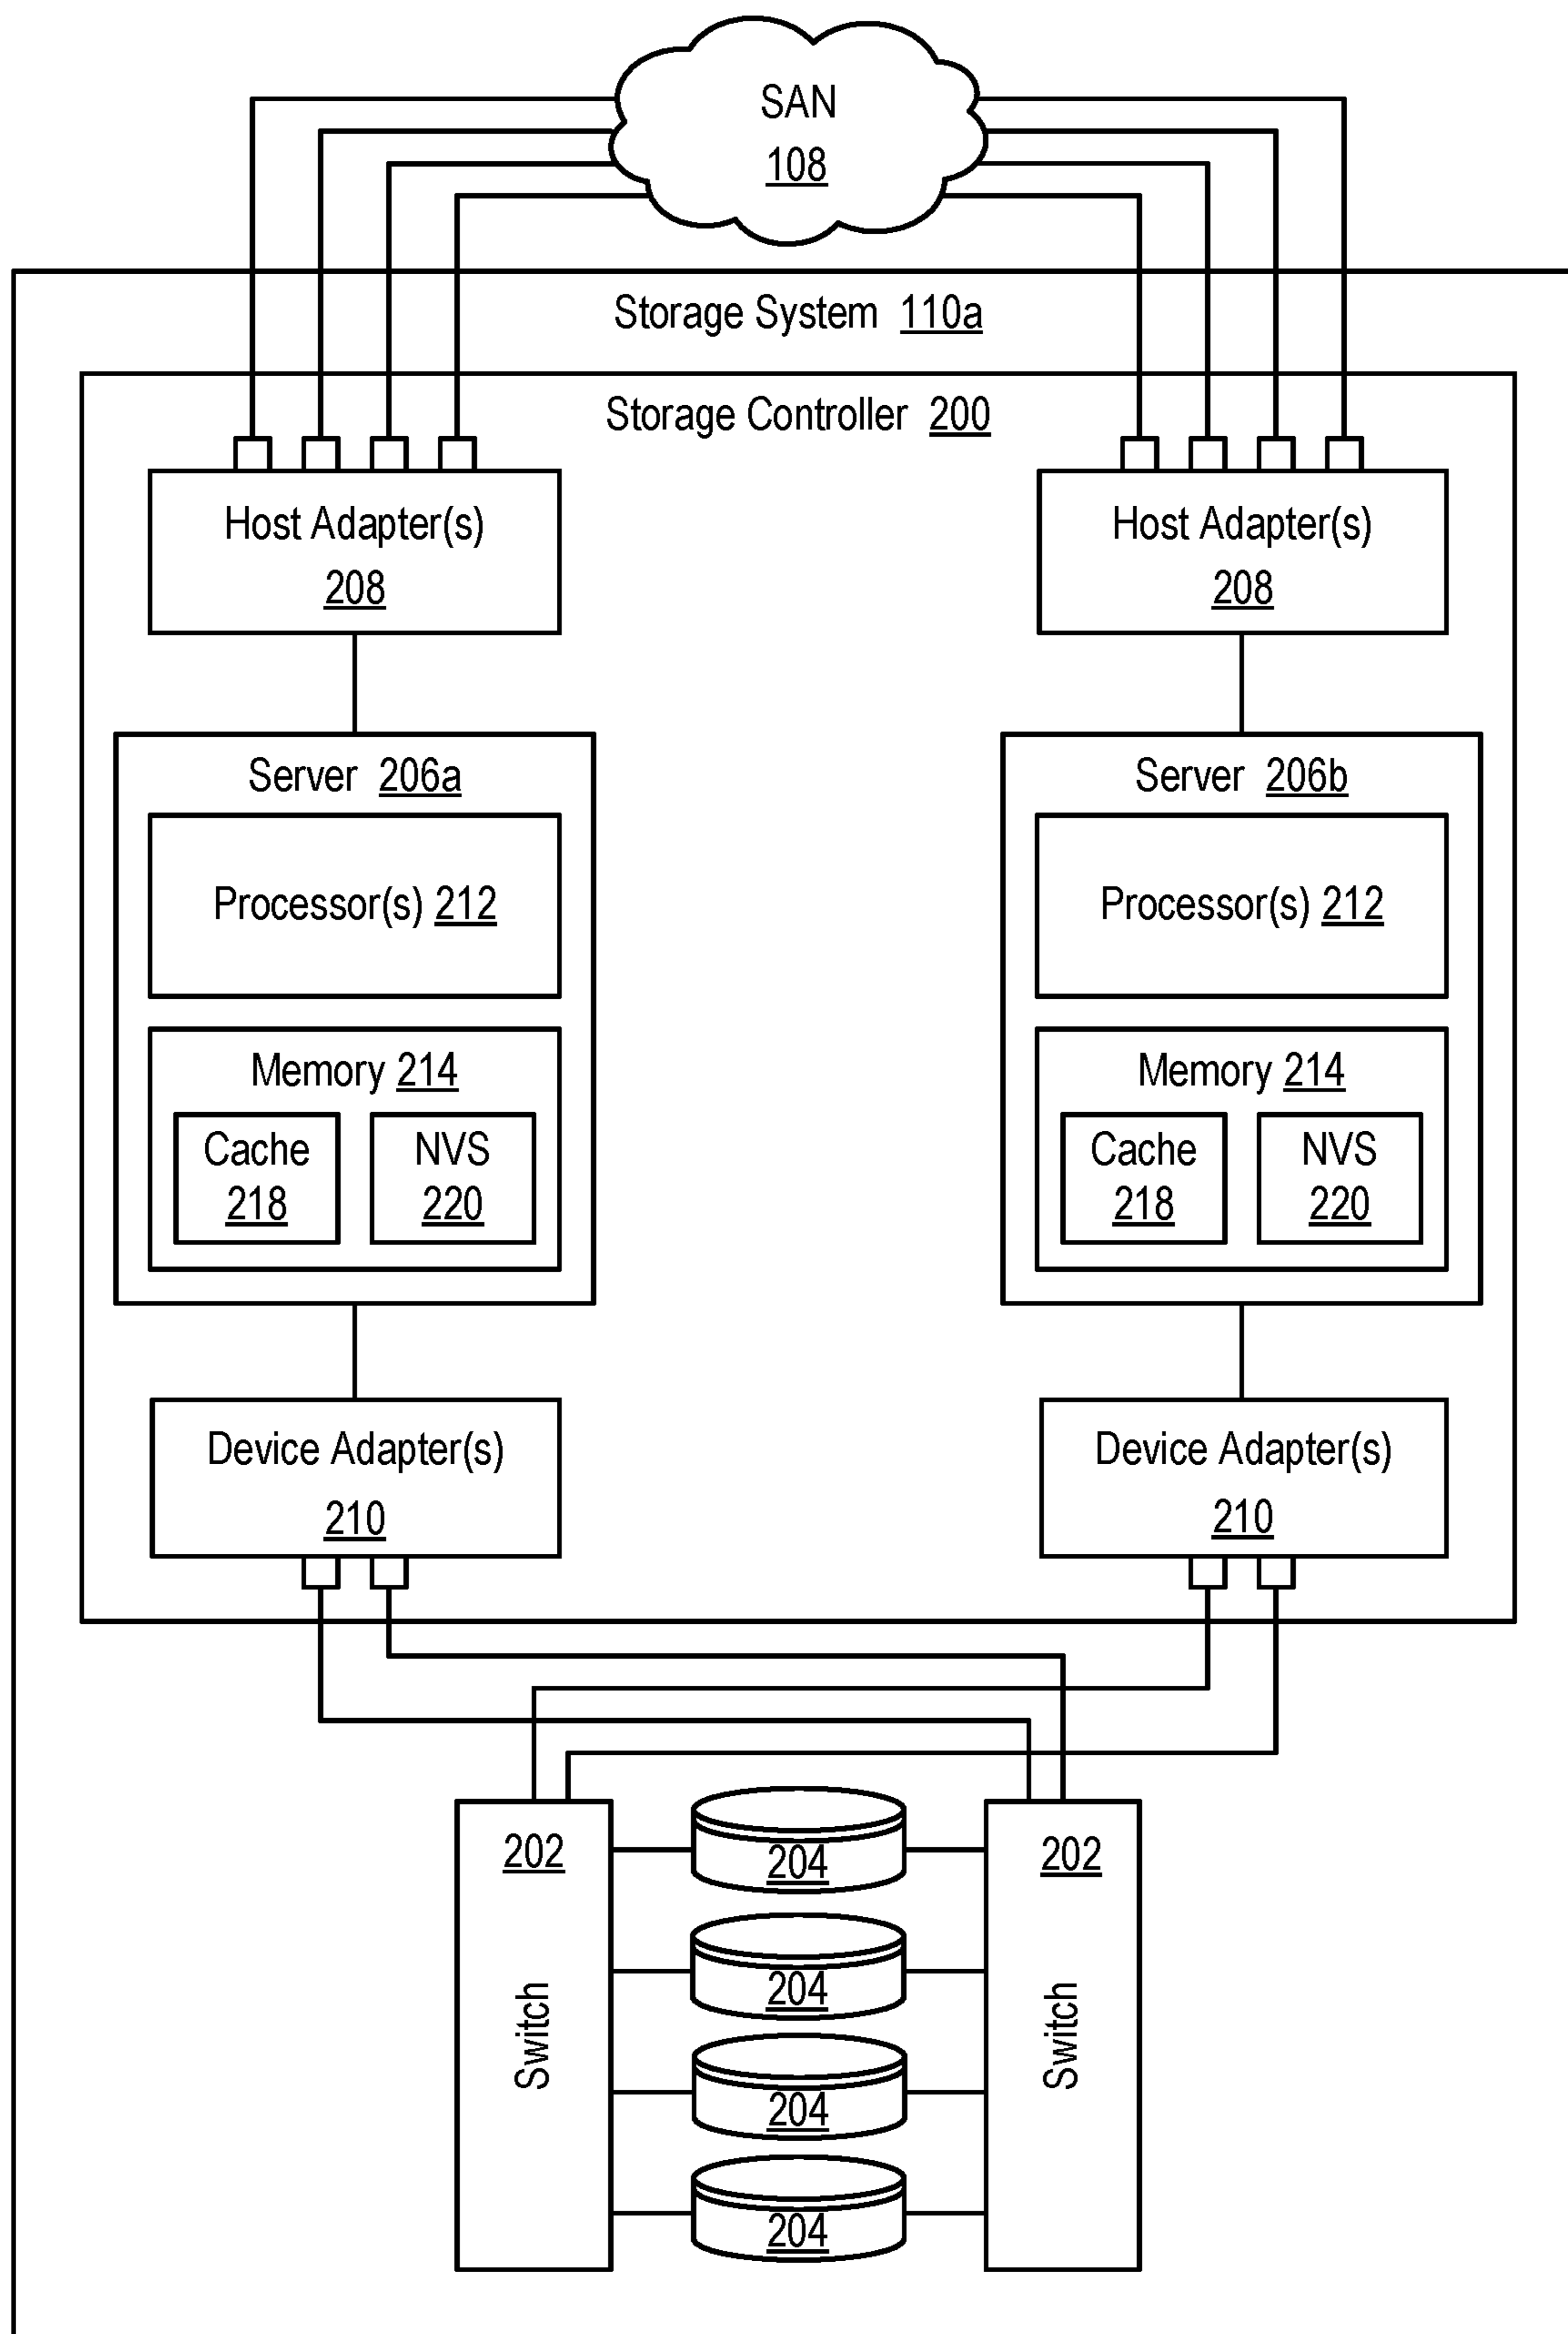 SAN
108
Storage System 110a
Storage Controller 200
Host Adapter(s)
208
Host Adapter(s)
208
Server 206a
Processor(s) 212
Memory 214
Cache
218
NVS
220
Server 206b
Processor(s) 212
Memory 214
Cache
218
NVS
220
Device Adapter(s)
210
Device Adapter(s)
210
202
Switch
204
204
204
204
202
Switch